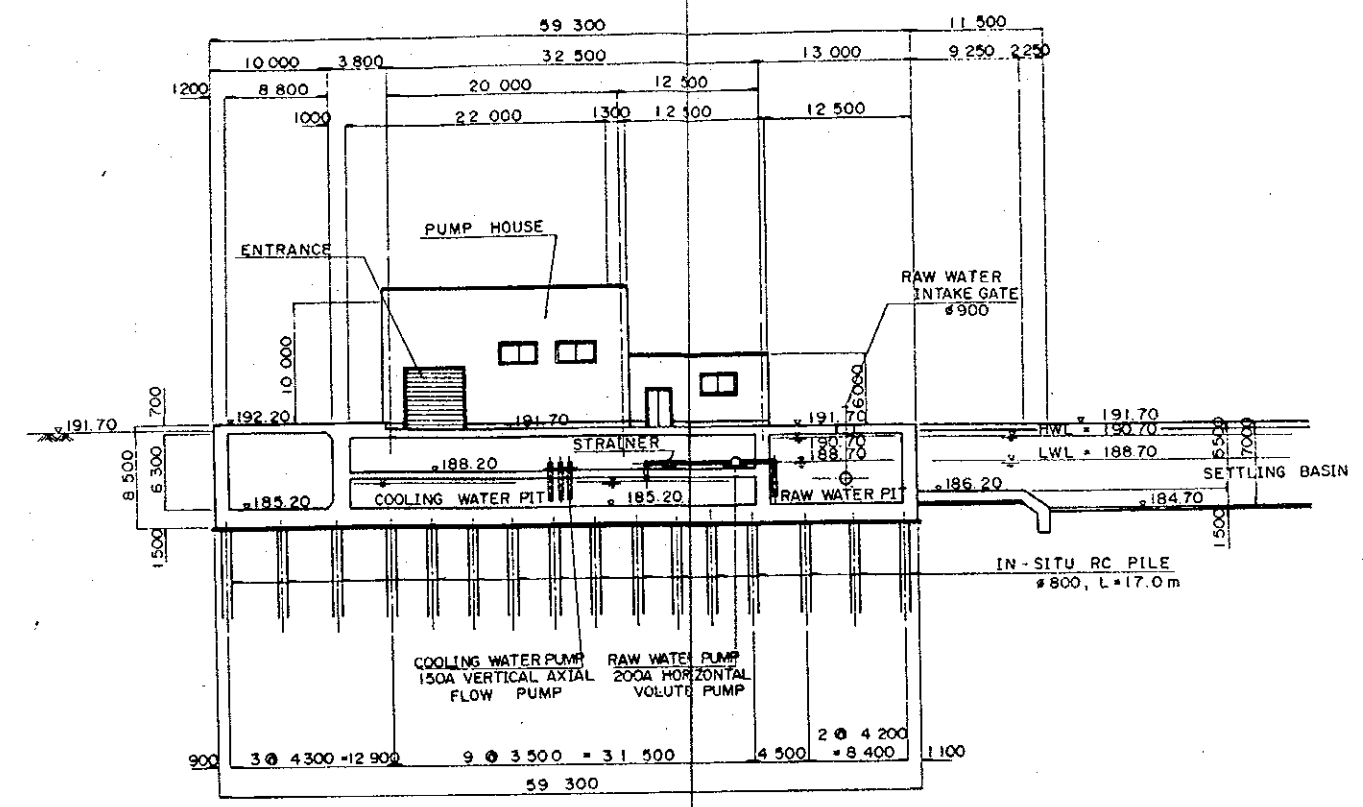 59 300
11 500
10 000
3 800
32 500
13 000
9 250
2 250
1200
8 800
20 000
12 500
1000
22 000
1300
12 500
12 500
PUMP HOUSE
ENTRANCE
RAW WATER
INTAKE GATE
ø900
10 000
6000
700
191.70
192.20
191.70
191.70
191.70
HWL = 190.70
190.70
188.70
LWL = 188.70
5500
7000
8 500
6 300
STRAINER
188.20
SETTLING BASIN
COOLING WATER PIT
185.20
185.20
RAW WATER PIT
186.20
184.70
1500
1500
IN-SITU RC PILE
ø800, L=17.0m
COOLING WATER PUMP
150A VERTICAL AXIAL
FLOW PUMP
RAW WATER PUMP
200A HORIZONTAL
VOLUTE PUMP
900
3 @ 4300 = 12 900
9 @ 3 500 = 31 500
4 500
2 @ 4 200
= 8 400
1 100
59 300